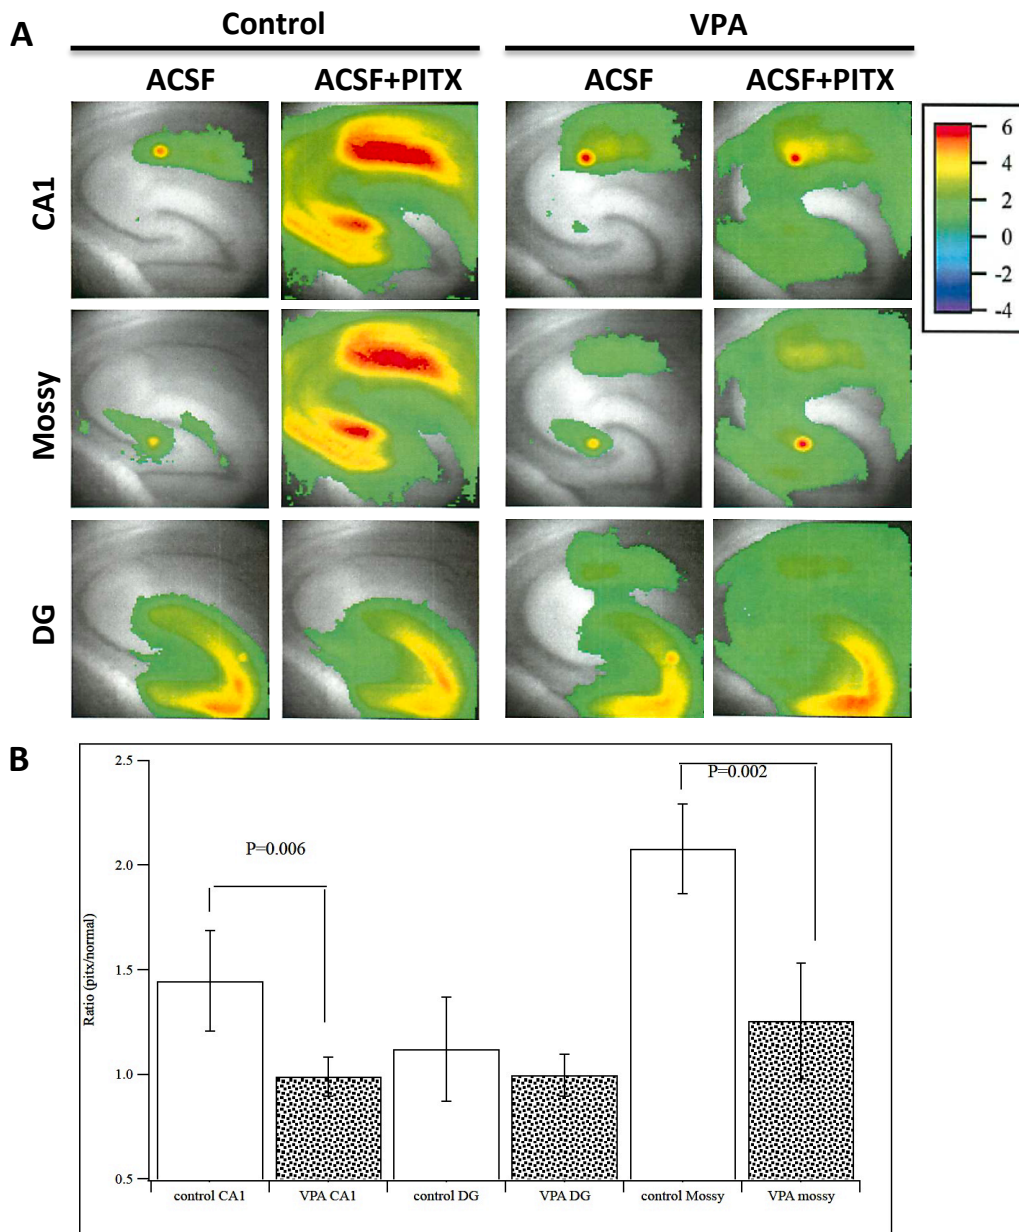 A
Control
VPA
ACSF
ACSF+PITX
ACSF
ACSF+PITX
CA1
Mossy
DG
6
4
2
0
-2
-4
B
Ratio (pitx/normal)
2.5
2.0
1.5
1.0
0.5
P=0.006
P=0.002
control CA1
VPA CA1
control DG
VPA DG
control Mossy
VPA mossy